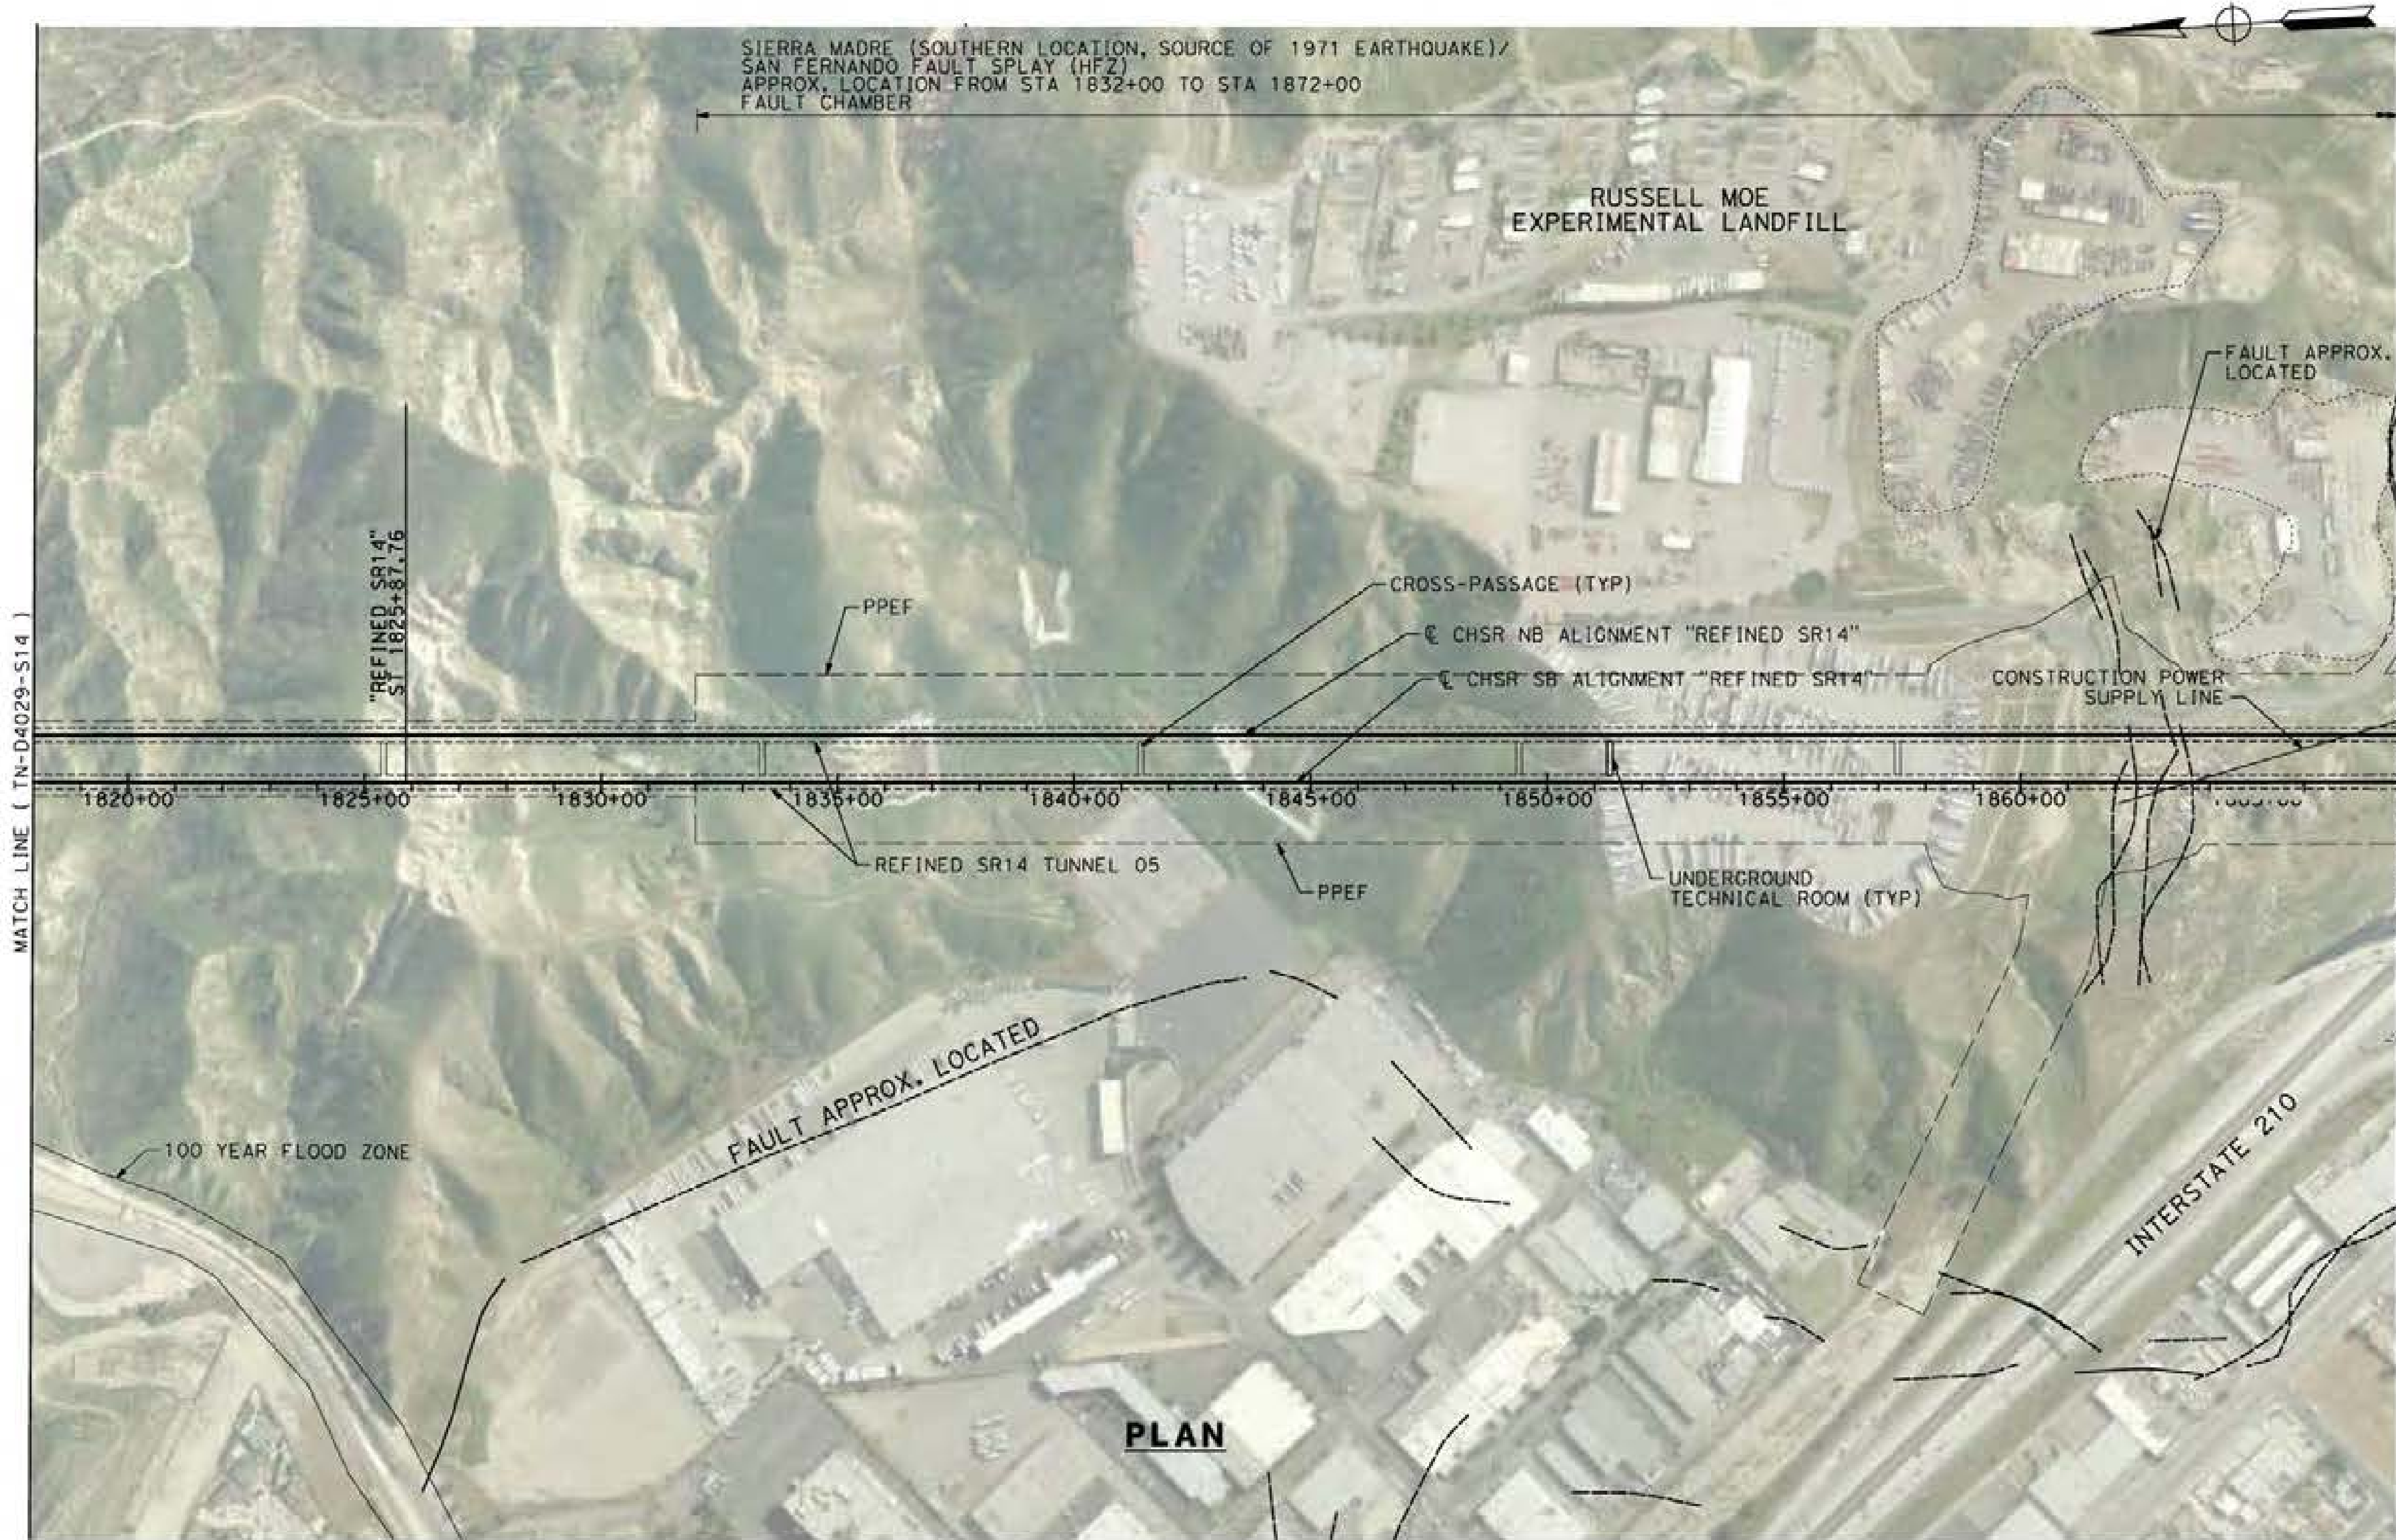 SIERRA MADRE (SOUTHERN LOCATION, SOURCE OF 1971 EARTHQUAKE)/
SAN FERNANDO FAULT SPLAY (HFZ)
APPROX. LOCATION FROM STA 1832+00 TO STA 1872+00
FAULT CHAMBER
RUSSELL MOE
EXPERIMENTAL LANDFILL
FAULT APPROX.
LOCATED
MATCH LINE ( TN-D4029-S14 )
"REFINED SR14"
ST 1825+87.76
PPEF
CROSS-PASSAGE (TYP)
℄ CHSR NB ALIGNMENT "REFINED SR14"
℄ CHSR SB ALIGNMENT "REFINED SR14"
CONSTRUCTION POWER
SUPPLY LINE
1820+00 1825+00 1830+00 1835+00 1840+00 1845+00 1850+00 1855+00 1860+00
REFINED SR14 TUNNEL 05
PPEF
UNDERGROUND
TECHNICAL ROOM (TYP)
FAULT APPROX. LOCATED
100 YEAR FLOOD ZONE
INTERSTATE 210
PLAN